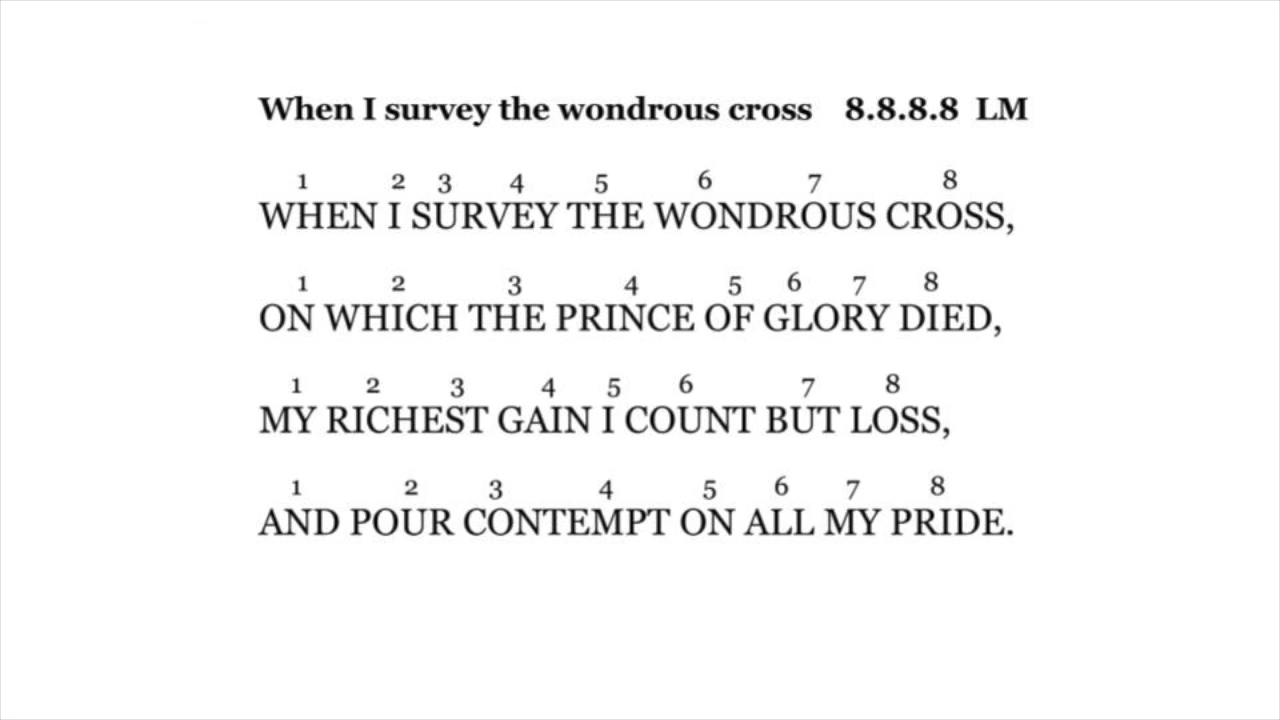 When I survey the wondrous cross 8.8.8.8 LM
1 2 3 4 5 6 7 8
WHEN I SURVEY THE WONDROUS CROSS,
1 2 3 4 5 6 7 8
ON WHICH THE PRINCE OF GLORY DIED,
1 2 3 4 5 6 7 8
MY RICHEST GAIN I COUNT BUT LOSS,
1 2 3 4 5 6 7 8
AND POUR CONTEMPT ON ALL MY PRIDE.